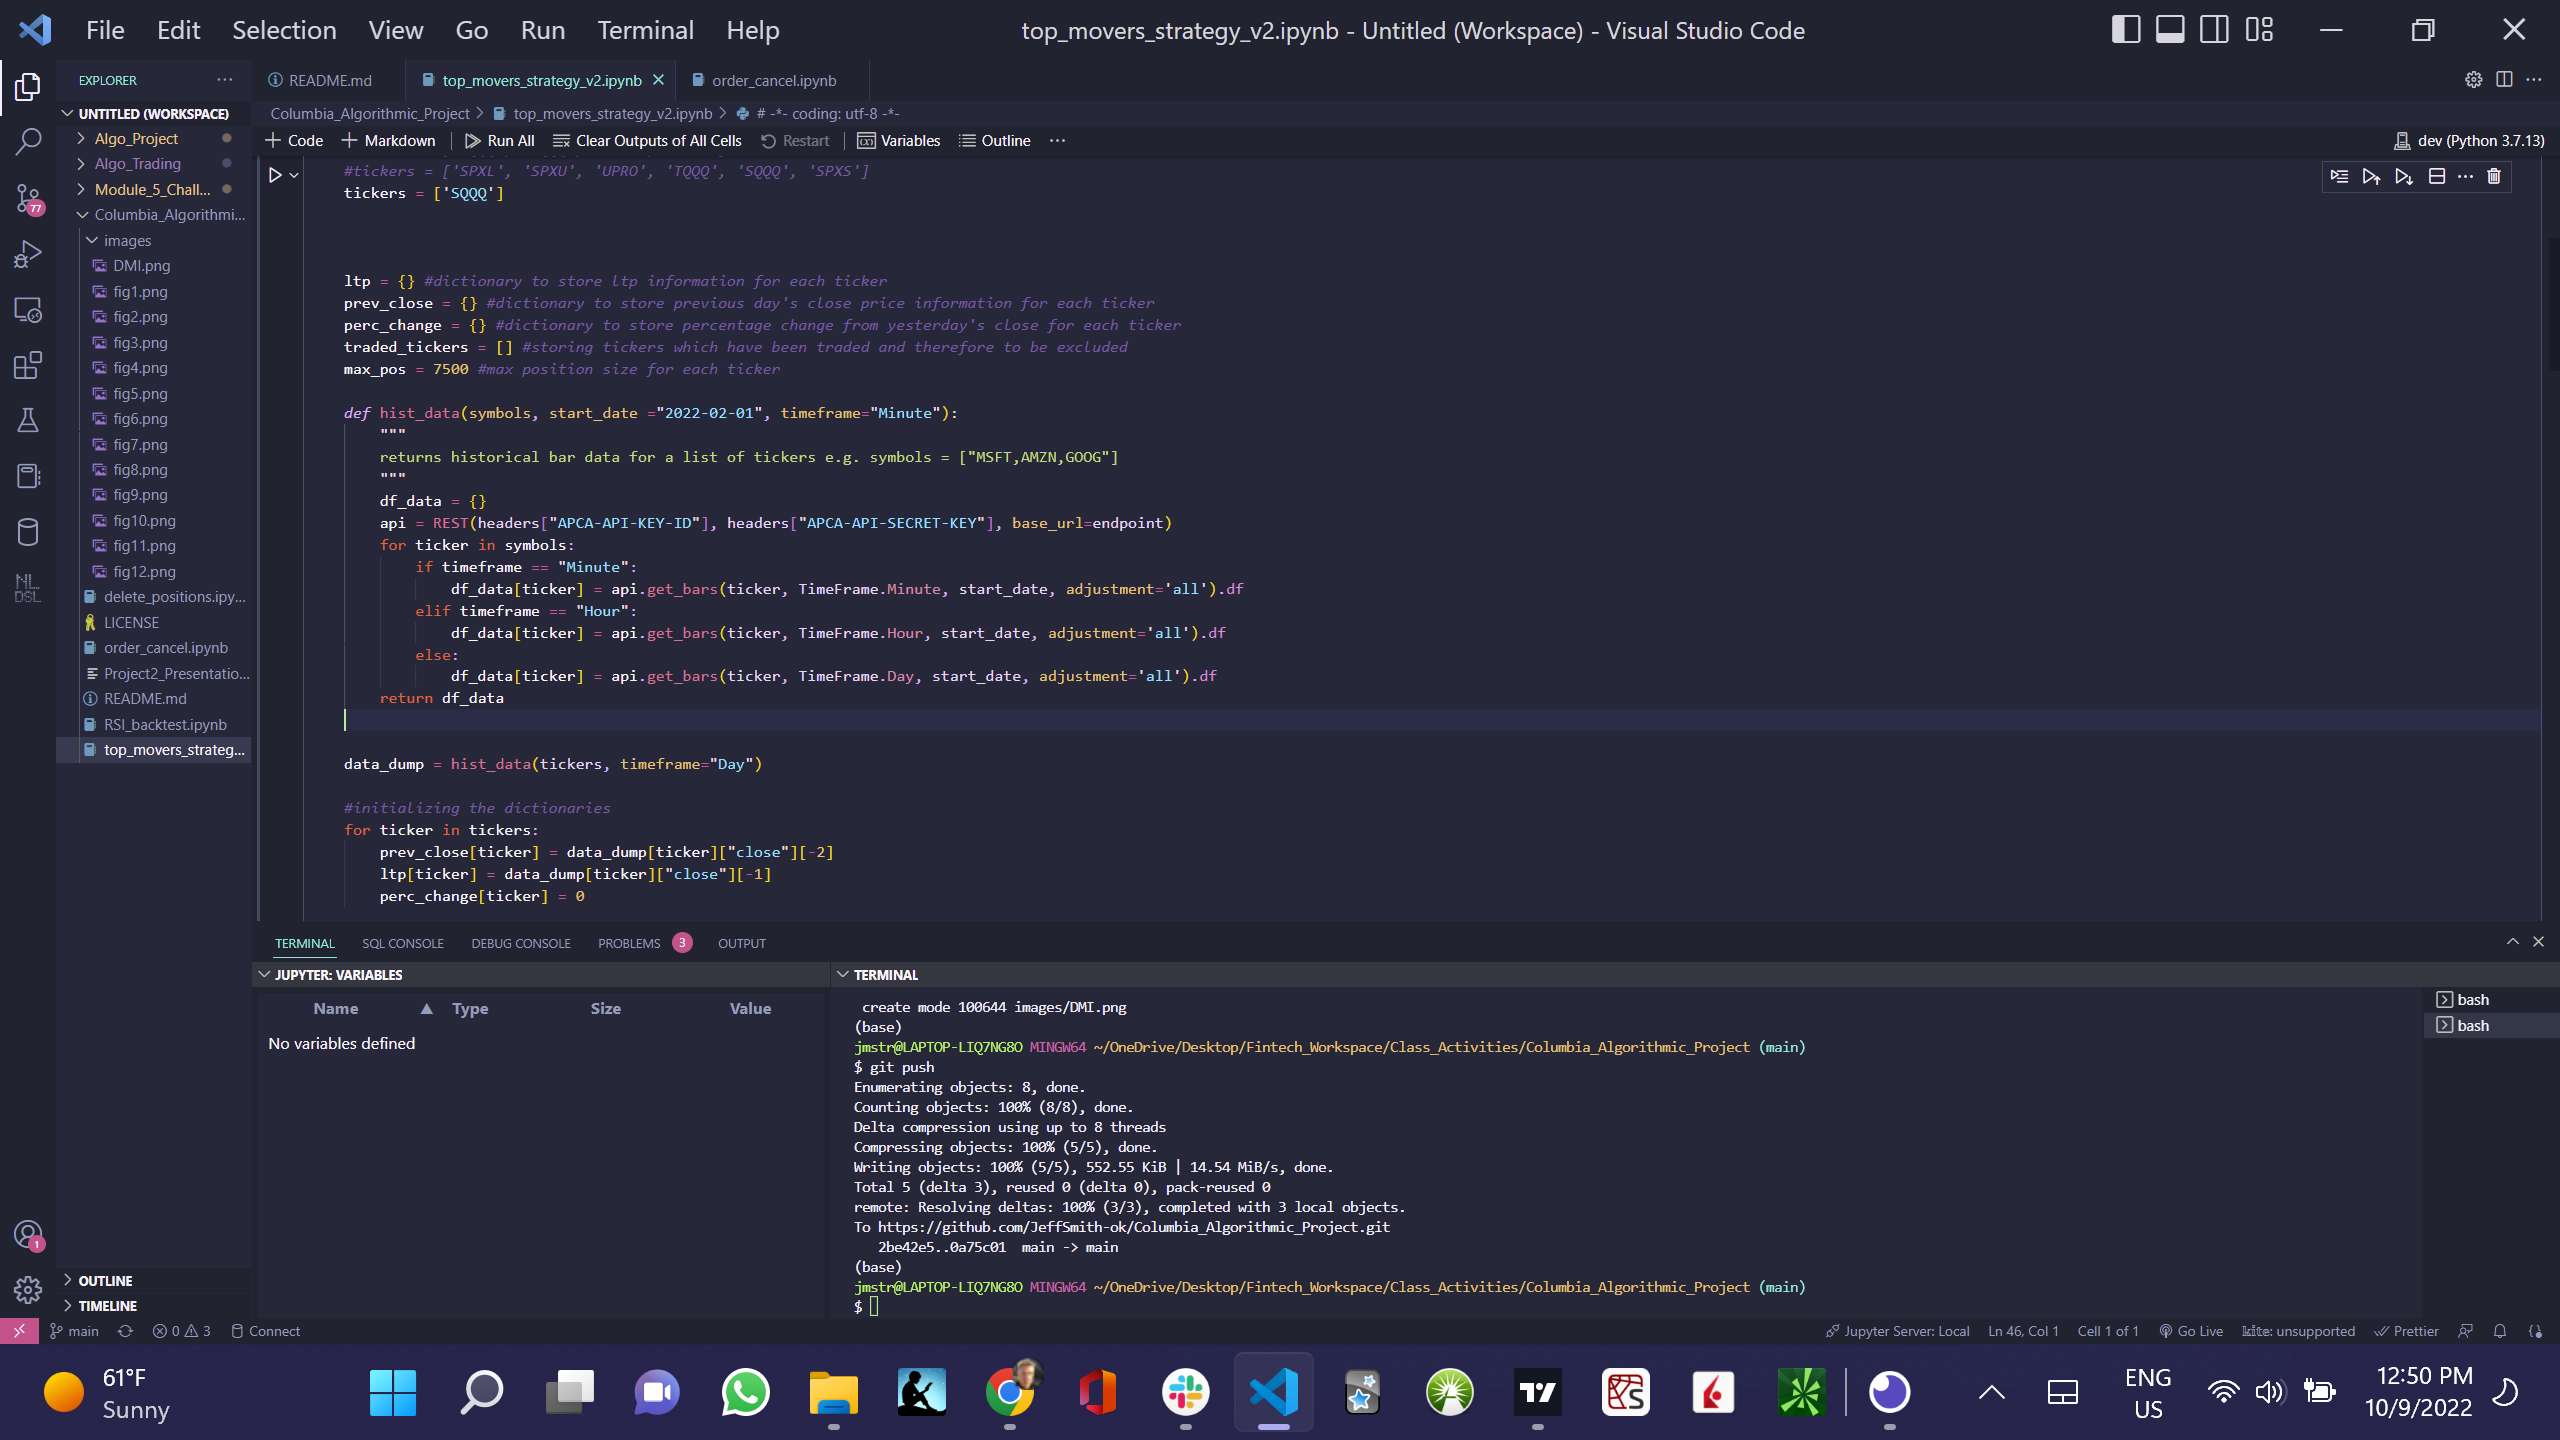 File Edit Selection View Go Run Terminal Help
top_movers_strategy_v2.ipynb - Untitled (Workspace) - Visual Studio Code
EXPLORER
README.md
top_movers_strategy_v2.ipynb
order_cancel.ipynb
UNTITLED (WORKSPACE)
Algo_Project
Algo_Trading
Module_5_Chall...
Columbia_Algorithmi...
images
DMI.png
fig1.png
fig2.png
fig3.png
fig4.png
fig5.png
fig6.png
fig7.png
fig8.png
fig9.png
fig10.png
fig11.png
fig12.png
delete_positions.ipy...
LICENSE
order_cancel.ipynb
Project2_Presentatio...
README.md
RSI_backtest.ipynb
top_movers_strateg...
OUTLINE
TIMELINE
77
1
NL
DSL
Columbia_Algorithmic_Project > top_movers_strategy_v2.ipynb > # -*- coding: utf-8 -*-
+ Code + Markdown Run All Clear Outputs of All Cells Restart Variables Outline ...
dev (Python 3.7.13)
#tickers = ['SPXL', 'SPXU', 'UPRO', 'TQQQ', 'SQQQ', 'SPXS']
tickers = ['SQQQ']
ltp = {} #dictionary to store ltp information for each ticker
prev_close = {} #dictionary to store previous day's close price information for each ticker
perc_change = {} #dictionary to store percentage change from yesterday's close for each ticker
traded_tickers = [] #storing tickers which have been traded and therefore to be excluded
max_pos = 7500 #max position size for each ticker
def hist_data(symbols, start_date ="2022-02-01", timeframe="Minute"):
"""
returns historical bar data for a list of tickers e.g. symbols = ["MSFT,AMZN,GOOG"]
"""
df_data = {}
api = REST(headers["APCA-API-KEY-ID"], headers["APCA-API-SECRET-KEY"], base_url=endpoint)
for ticker in symbols:
if timeframe == "Minute":
df_data[ticker] = api.get_bars(ticker, TimeFrame.Minute, start_date, adjustment='all').df
elif timeframe == "Hour":
df_data[ticker] = api.get_bars(ticker, TimeFrame.Hour, start_date, adjustment='all').df
else:
df_data[ticker] = api.get_bars(ticker, TimeFrame.Day, start_date, adjustment='all').df
return df_data
data_dump = hist_data(tickers, timeframe="Day")
#initializing the dictionaries
for ticker in tickers:
prev_close[ticker] = data_dump[ticker]["close"][-2]
ltp[ticker] = data_dump[ticker]["close"][-1]
perc_change[ticker] = 0
TERMINAL SQL CONSOLE DEBUG CONSOLE PROBLEMS 3 OUTPUT
JUPYTER: VARIABLES
Name Type Size Value
No variables defined
TERMINAL
create mode 100644 images/DMI.png
(base)
jmstr@LAPTOP-LIQ7NG8O MINGW64 ~/OneDrive/Desktop/Fintech_Workspace/Class_Activities/Columbia_Algorithmic_Project (main)
$ git push
Enumerating objects: 8, done.
Counting objects: 100% (8/8), done.
Delta compression using up to 8 threads
Compressing objects: 100% (5/5), done.
Writing objects: 100% (5/5), 552.55 KiB | 14.54 MiB/s, done.
Total 5 (delta 3), reused 0 (delta 0), pack-reused 0
remote: Resolving deltas: 100% (3/3), completed with 3 local objects.
To https://github.com/JeffSmith-ok/Columbia_Algorithmic_Project.git
2be42e5..0a75c01 main -> main
(base)
jmstr@LAPTOP-LIQ7NG8O MINGW64 ~/OneDrive/Desktop/Fintech_Workspace/Class_Activities/Columbia_Algorithmic_Project (main)
$
bash
bash
main 0 3 Connect
Jupyter Server: Local Ln 46, Col 1 Cell 1 of 1 Go Live kite: unsupported Prettier
61°F
Sunny
ENG
US
12:50 PM
10/9/2022